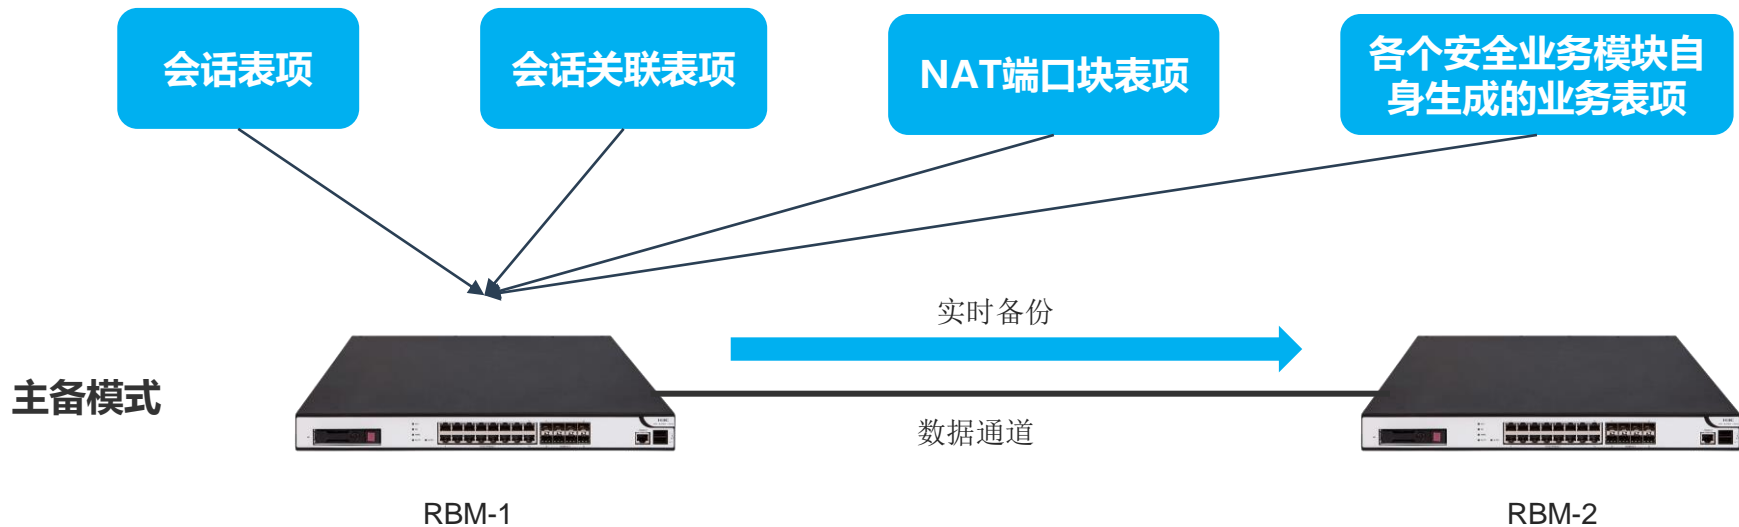 会话表项
会话关联表项
NAT端口块表项
各个安全业务模块自
身生成的业务表项
实时备份
主备模式
数据通道
RBM-1
RBM-2